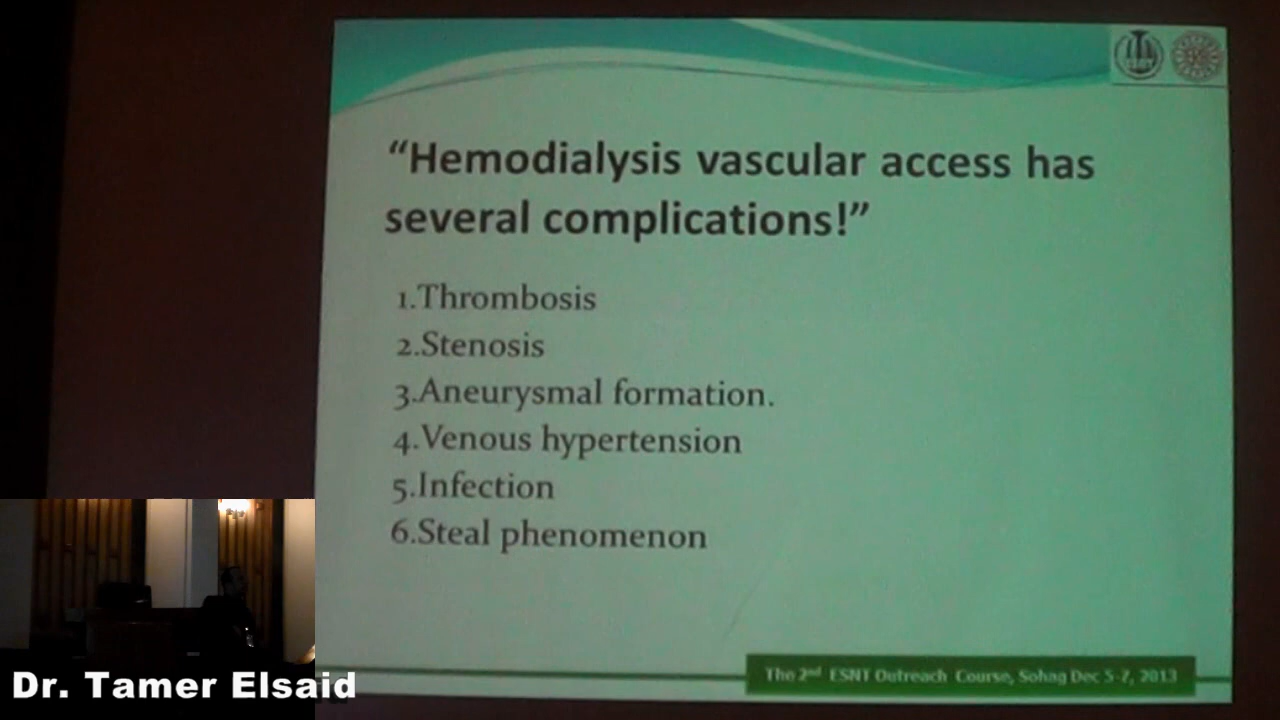 “Hemodialysis vascular access has
several complications!”
1.Thrombosis
2.Stenosis
3.Aneurysmal formation.
4.Venous hypertension
5.Infection
6.Steal phenomenon
The 2nd ESNT Outreach Course, Sohag Dec 5-7, 2013
Dr. Tamer Elsaid